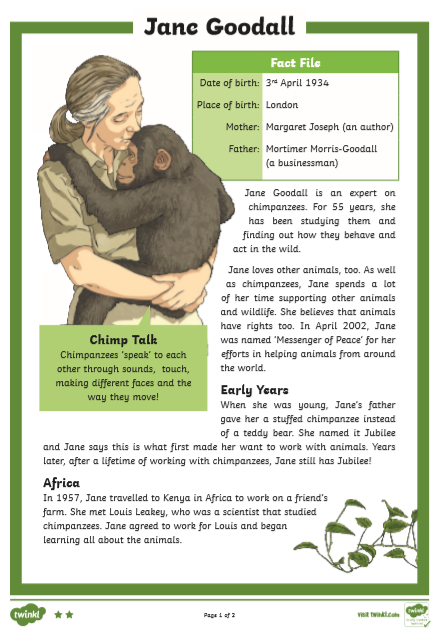 Jane Goodall
Fact File
Date of birth: 3rd April 1934
Place of birth: London
Mother: Margaret Joseph (an author)
Father: Mortimer Morris-Goodall
(a businessman)
Jane Goodall is an expert on
chimpanzees. For 55 years, she
has been studying them and
finding out how they behave and
act in the wild.
Jane loves other animals, too. As well
as chimpanzees, Jane spends a lot
of her time supporting other animals
and wildlife. She believes that animals
have rights too. In April 2002, Jane
was named 'Messenger of Peace' for her
efforts in helping animals from around
the world.
Chimp Talk
Chimpanzees 'speak' to each
other through sounds, touch,
making different faces and the
way they move!
Early Years
When she was young, Jane's father
gave her a stuffed chimpanzee instead
of a teddy bear. She named it Jubilee
and Jane says this is what first made her want to work with animals. Years
later, after a lifetime of working with chimpanzees, Jane still has Jubilee!
Africa
In 1957, Jane travelled to Kenya in Africa to work on a friend's
farm. She met Louis Leakey, who was a scientist that studied
chimpanzees. Jane agreed to work for Louis and began
learning all about the animals.
twinkl
Page 1 of 2
visit twinkl.com
twinkl